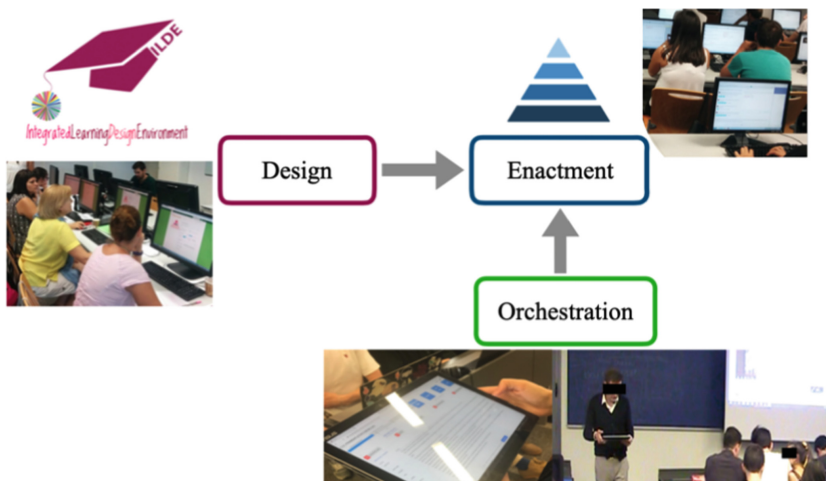 ILDE
IntegratedLearningDesignEnvironment
Design
Enactment
Orchestration